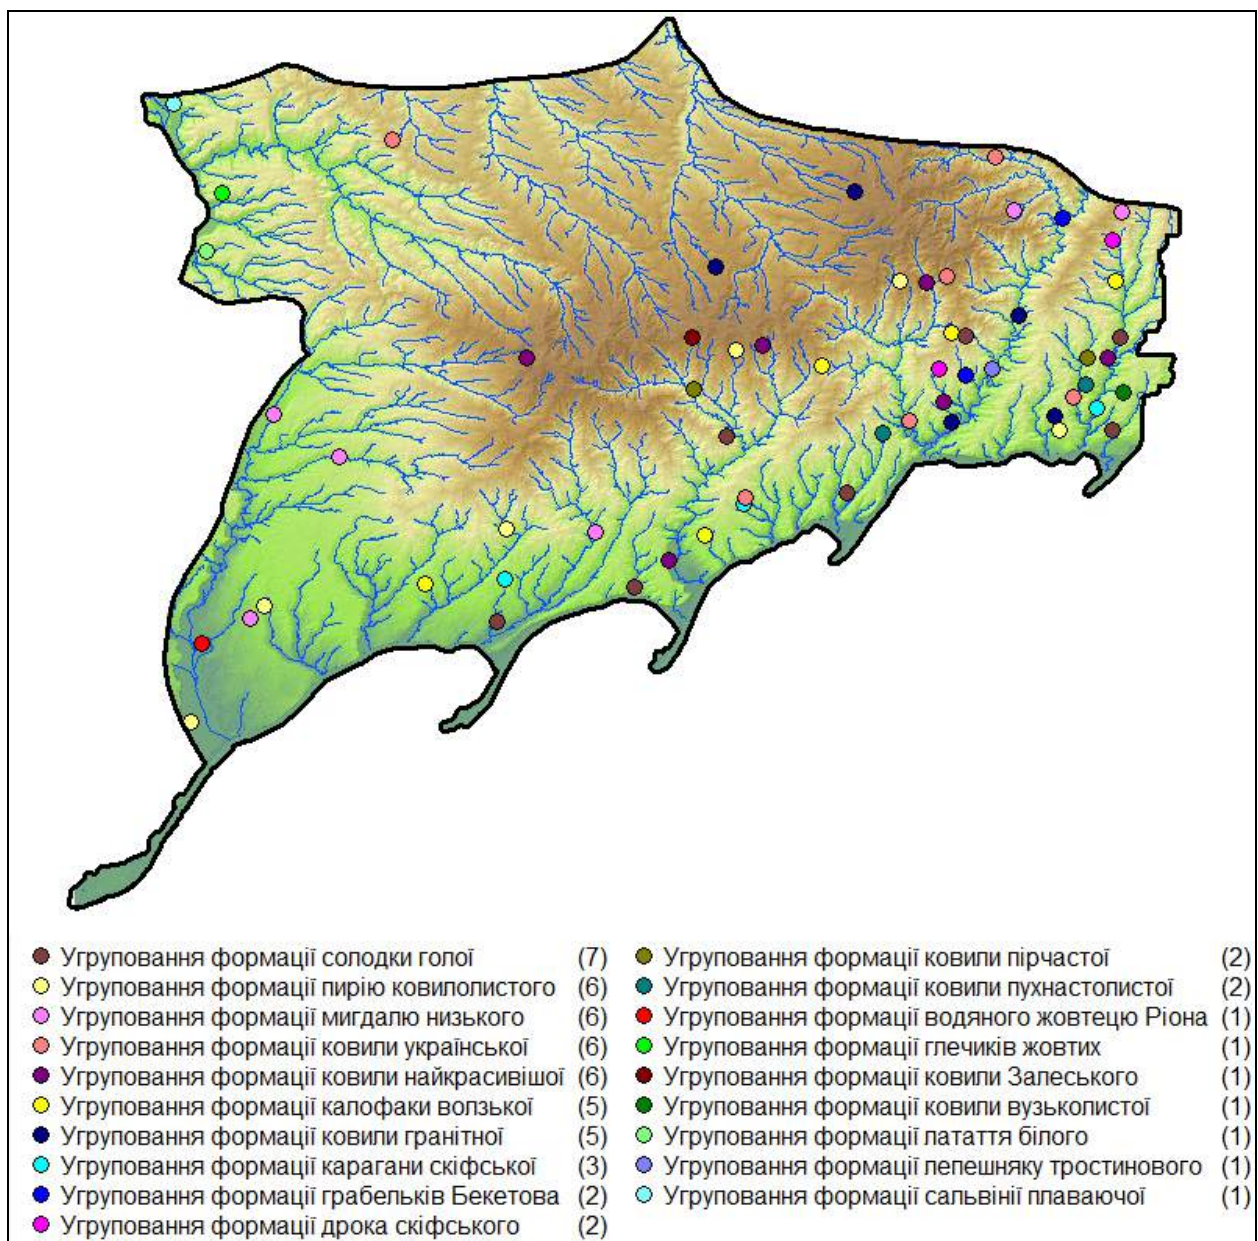 Угруповання формації солодки голої (7)
Угруповання формації пирію ковилолистого (6)
Угруповання формації мигдалю низького (6)
Угруповання формації ковили української (6)
Угруповання формації ковили найкрасивішої (6)
Угруповання формації калофаки волзької (5)
Угруповання формації ковили гранітної (5)
Угруповання формації карагани скіфської (3)
Угруповання формації грабельків Бекетова (2)
Угруповання формації дрока скіфського (2)
Угруповання формації ковили пірчастої (2)
Угруповання формації ковили пухнастолистої (2)
Угруповання формації водяного жовтецю Ріона (1)
Угруповання формації глечиків жовтих (1)
Угруповання формації ковили Залеського (1)
Угруповання формації ковили вузьколистої (1)
Угруповання формації латаття білого (1)
Угруповання формації лепешняку тростинового (1)
Угруповання формації сальвінії плаваючої (1)